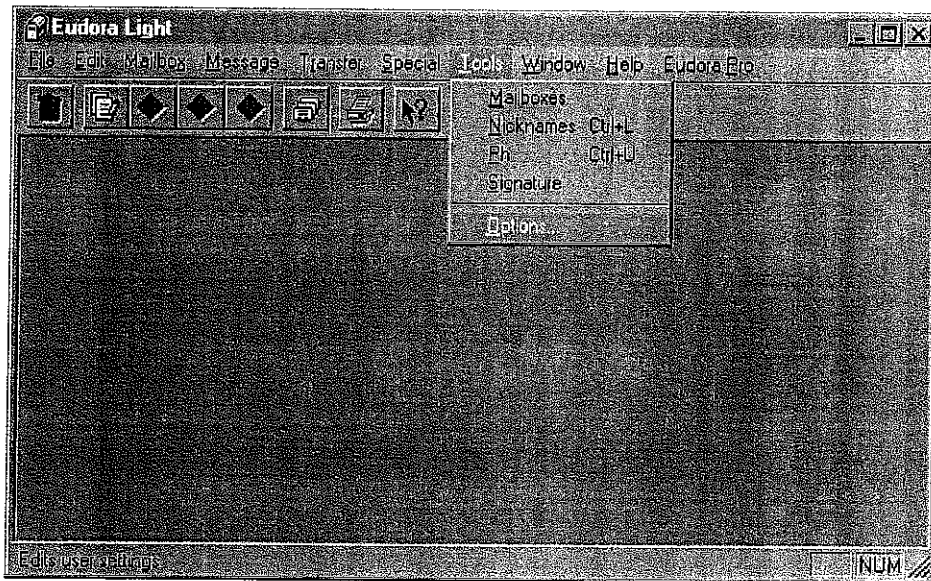 Eudora Light
File Edit Mailbox Message Transfer Special Tools Window Help Eudora Pro
Mailboxes
Nicknames Ctrl+L
Ph Ctrl+U
Signature
Options...
Edits user settings
NUM